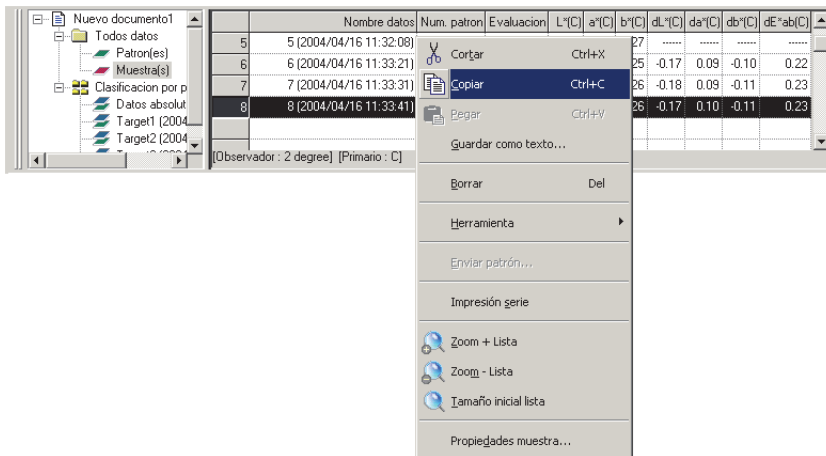 Nuevo documento1
Todos datos
Patron(es)
Muestra(s)
Clasificacion por p
Datos absolut
Target1 (2004
Target2 (2004
Nombre datos Num. patron Evaluacion L*(C) a*(C) b*(C) dL*(C) da*(C) db*(C) dE*ab(C)
5 5 (2004/04/16 11:32:08) 27 ------ ------ ------ ------
6 6 (2004/04/16 11:33:21) 25 -0.17 0.09 -0.10 0.22
7 7 (2004/04/16 11:33:31) 26 -0.18 0.09 -0.11 0.23
8 8 (2004/04/16 11:33:41) 26 -0.17 0.10 -0.11 0.23
[Observador : 2 degree] [Primario : C]
Cortar Ctrl+X
Copiar Ctrl+C
Pegar Ctrl+V
Guardar como texto...
Borrar Del
Herramienta
Enviar patrón...
Impresión serie
Zoom + Lista
Zoom - Lista
Tamaño inicial lista
Propiedades muestra...